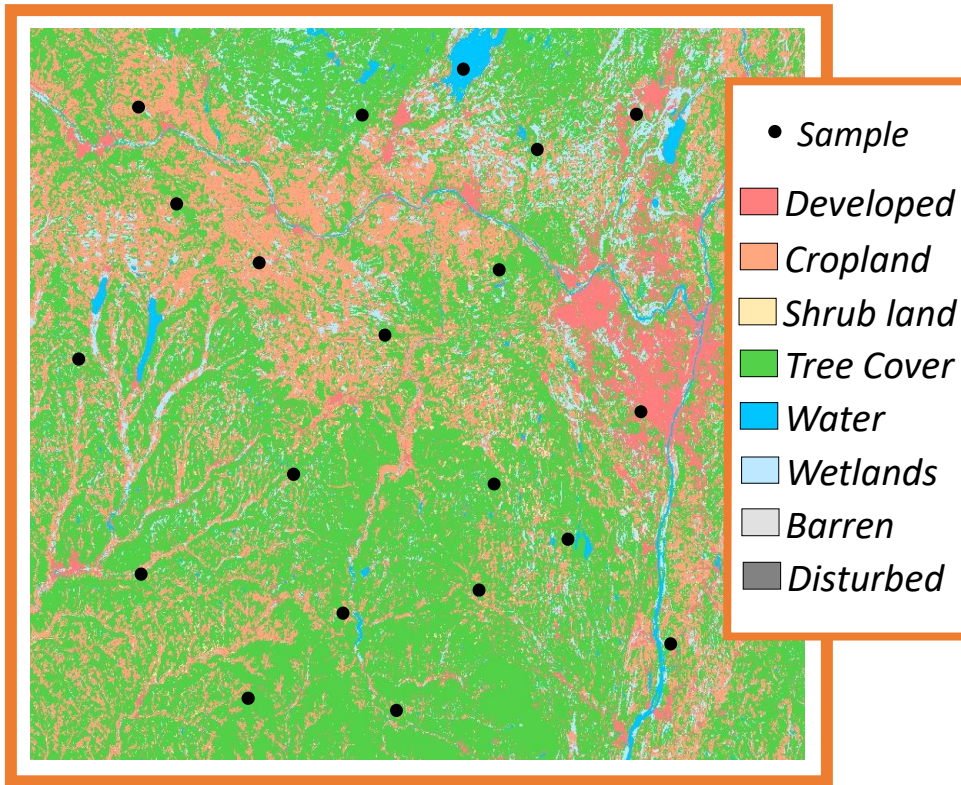 Sample
Developed
Cropland
Shrub land
Tree Cover
Water
Wetlands
Barren
Disturbed